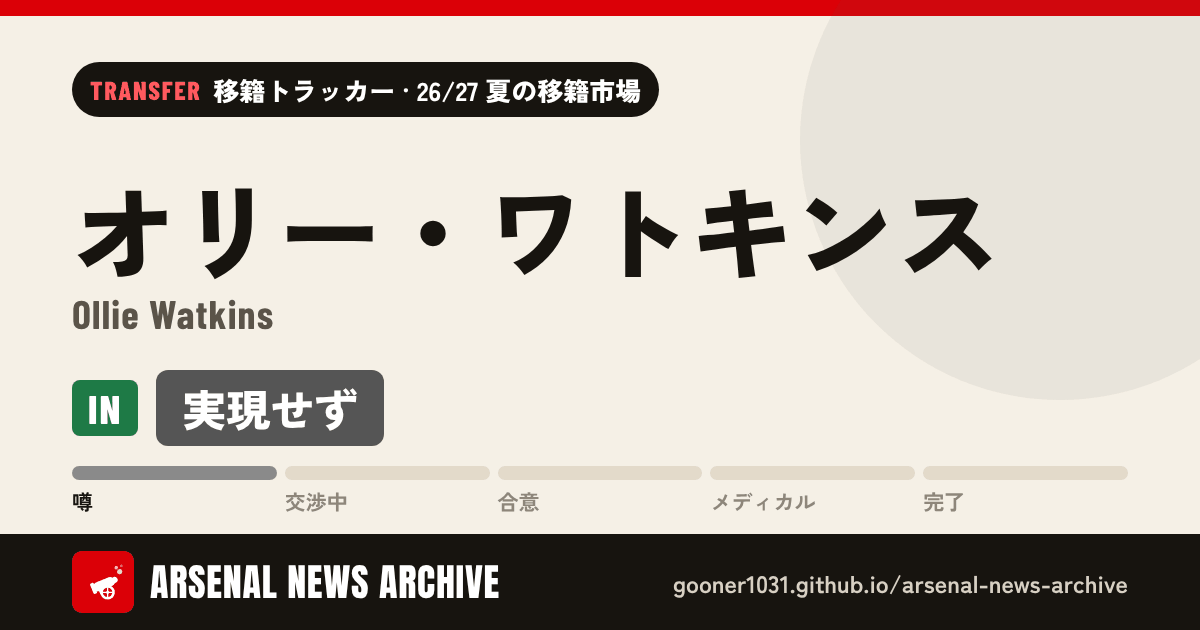 TRANSFER 移籍トラッカー · 26/27 夏の移籍市場
オリー・ワトキンス
Ollie Watkins
IN 実現せず
噂 交渉中 合意 メディカル 完了
ARSENAL NEWS ARCHIVE gooner1031.github.io/arsenal-news-archive